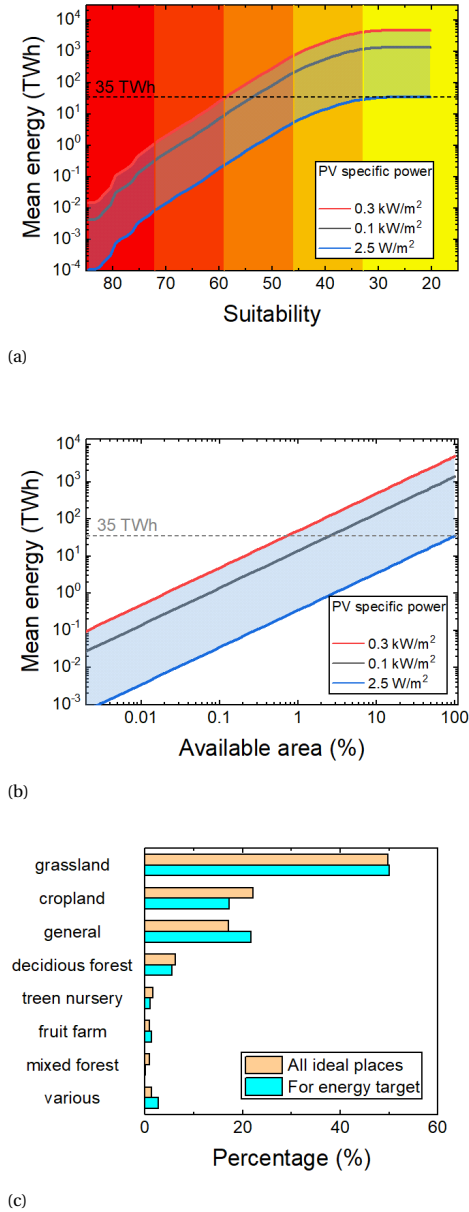 10⁴
10³
10²
10¹
10⁰
10⁻¹
10⁻²
10⁻³
10⁻⁴
Mean energy (TWh)
35 TWh
PV specific power
0.3 kW/m²
0.1 kW/m²
2.5 W/m²
80 70 60 50 40 30 20
Suitability
(a)
10⁴
10³
10²
10¹
10⁰
10⁻¹
10⁻²
10⁻³
Mean energy (TWh)
35 TWh
PV specific power
0.3 kW/m²
0.1 kW/m²
2.5 W/m²
0.01 0.1 1 10 100
Available area (%)
(b)
grassland
cropland
general
decidious forest
treen nursery
fruit farm
mixed forest
various
All ideal places
For energy target
0 20 40 60
Percentage (%)
(c)